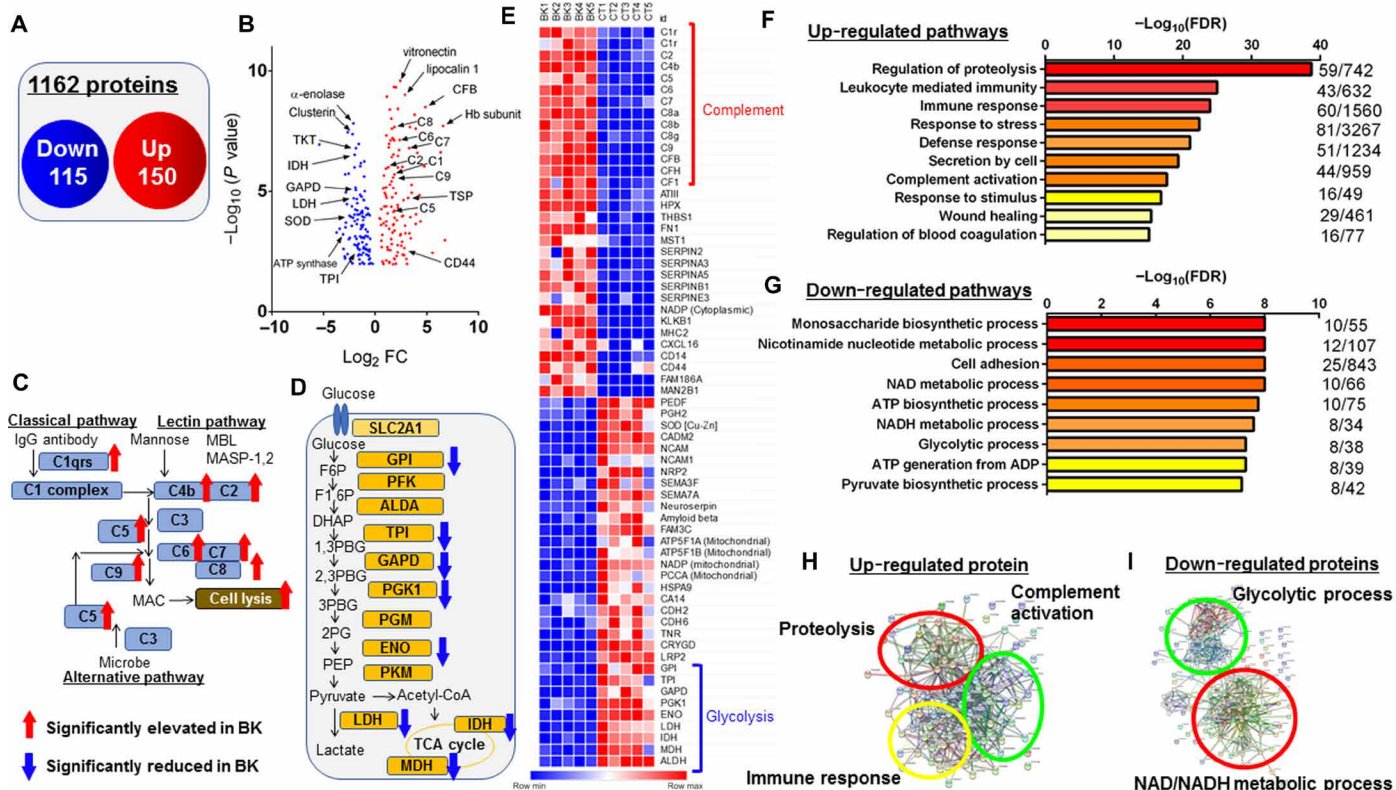 A
1162 proteins
Down
115
Up
150
B
−Log10 (P value)
10
5
0
−10
−5
0
5
10
Log2 FC
vitronectin
lipocalin 1
CFB
Hb subunit
α-enolase
Clusterin
TKT
IDH
GAPD
LDH
SOD
ATP synthase
TPI
C8
C6
C7
C2
C1
C9
TSP
C5
CD44
C
Classical pathway
Lectin pathway
IgG antibody
Mannose
MBL
MASP-1,2
C1qrs
C1 complex
C4b
C2
C5
C3
C6
C7
C9
C8
MAC
Cell lysis
C5
C3
Microbe
Alternative pathway
Significantly elevated in BK
Significantly reduced in BK
D
Glucose
SLC2A1
Glucose
GPI
F6P
PFK
F1,6P
ALDA
DHAP
TPI
1,3PBG
GAPD
2,3PBG
PGK1
3PBG
PGM
2PG
ENO
PEP
PKM
Pyruvate
Acetyl-CoA
LDH
IDH
TCA cycle
Lactate
MDH
E
BK1
BK2
BK3
BK4
BK5
CT1
CT2
CT3
CT4
CT5
id
C1r
C1r
C2
C4b
C5
C6
C7
C8a
C8b
C8g
C9
CFB
CFH
CF1
ATIII
HPX
THBS1
FN1
MST1
SERPIN2
SERPINA3
SERPINA5
SERPINB1
SERPINE3
NADP (Cytoplasmic)
KLKB1
MHC2
CXCL16
CD14
CD44
FAM186A
MAN2B1
PEDF
PGH2
SOD [Cu-Zn]
CADM2
NCAM
NCAM1
NRP2
SEMA3F
SEMA7A
Neuroserpin
Amyloid beta
FAM3C
ATP5F1A (Mitochondrial)
ATP5F1B (Mitochondrial)
NADP (mitochondrial)
PCCA (Mitochondrial)
HSPA9
CA14
CDH2
CDH6
TNR
CRYGD
LRP2
GPI
TPI
GAPD
PGK1
ENO
LDH
IDH
MDH
ALDH
Complement
Glycolysis
Row min
Row max
F
−Log10(FDR)
Up-regulated pathways
0
10
20
30
40
Regulation of proteolysis
59/742
Leukocyte mediated immunity
43/632
Immune response
60/1560
Response to stress
81/3267
Defense response
51/1234
Secretion by cell
44/959
Complement activation
16/49
Response to stimulus
29/461
Wound healing
16/77
Regulation of blood coagulation
G
−Log10(FDR)
Down-regulated pathways
0
2
4
6
8
10
Monosaccharide biosynthetic process
10/55
Nicotinamide nucleotide metabolic process
12/107
Cell adhesion
25/843
NAD metabolic process
10/66
ATP biosynthetic process
10/75
NADH metabolic process
8/34
Glycolytic process
8/38
ATP generation from ADP
8/39
Pyruvate biosynthetic process
8/42
H
Up-regulated protein
Complement
activation
Proteolysis
Immune response
I
Down-regulated proteins
Glycolytic process
NAD/NADH metabolic process